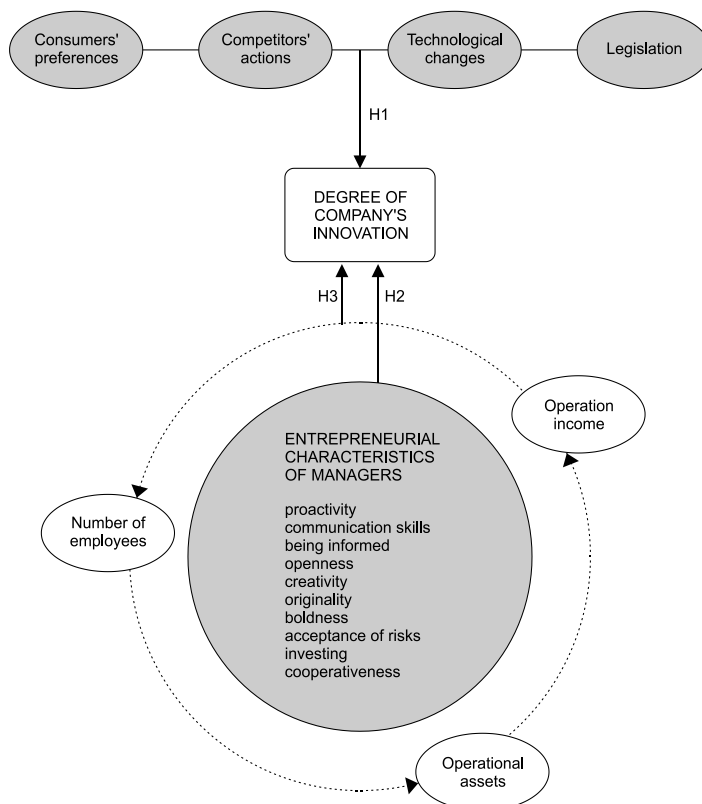 Consumers'
preferences
Competitors'
actions
Technological
changes
Legislation
H1
DEGREE OF
COMPANY'S
INNOVATION
H3
H2
Operation
income
ENTREPRENEURIAL
CHARACTERISTICS
OF MANAGERS
proactivity
communication skills
being informed
openness
creativity
originality
boldness
acceptance of risks
investing
cooperativeness
Number of
employees
Operational
assets